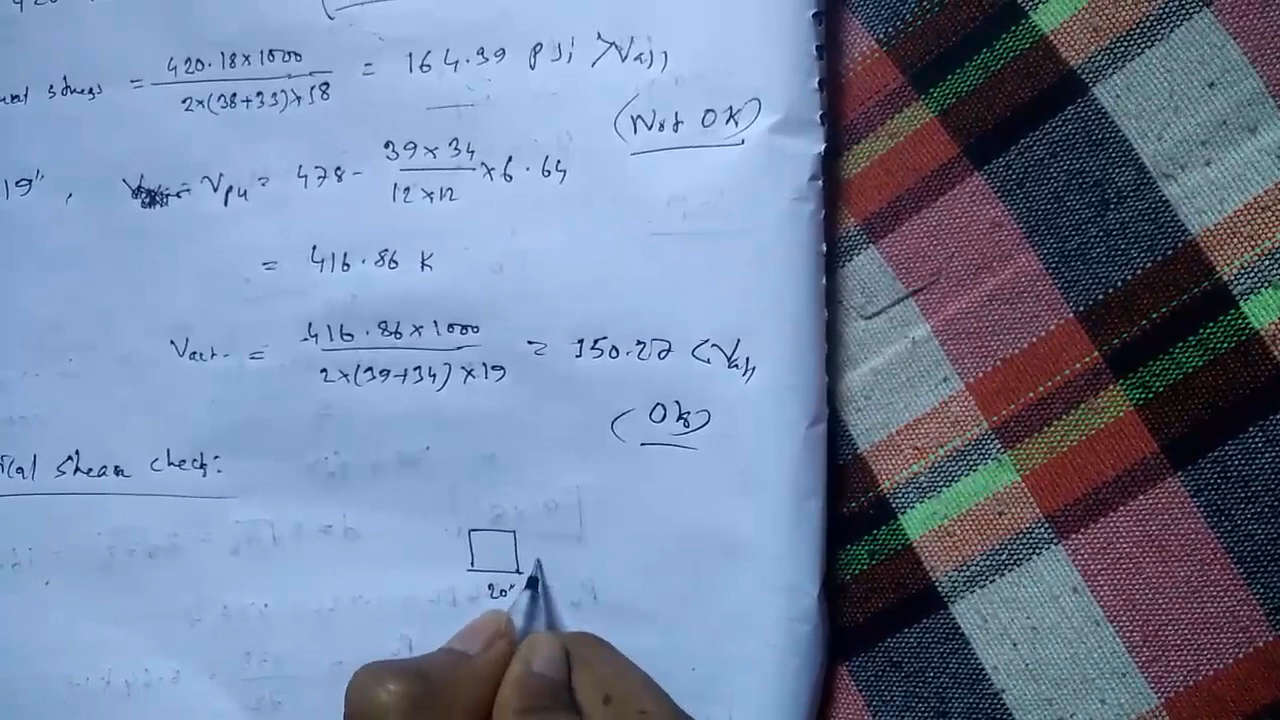 stress = 420.18×1000 / 2×(38+33)×18 = 164.39 psi > Vall
(Not OK)
19", Vpu = 478 - 39×34 / 12×12 ×6.64
= 416.86 K
Vact = 416.86×1000 / 2×(39+34)×19 = 150.27 < Vall
(Ok)
ical shear check:
20"